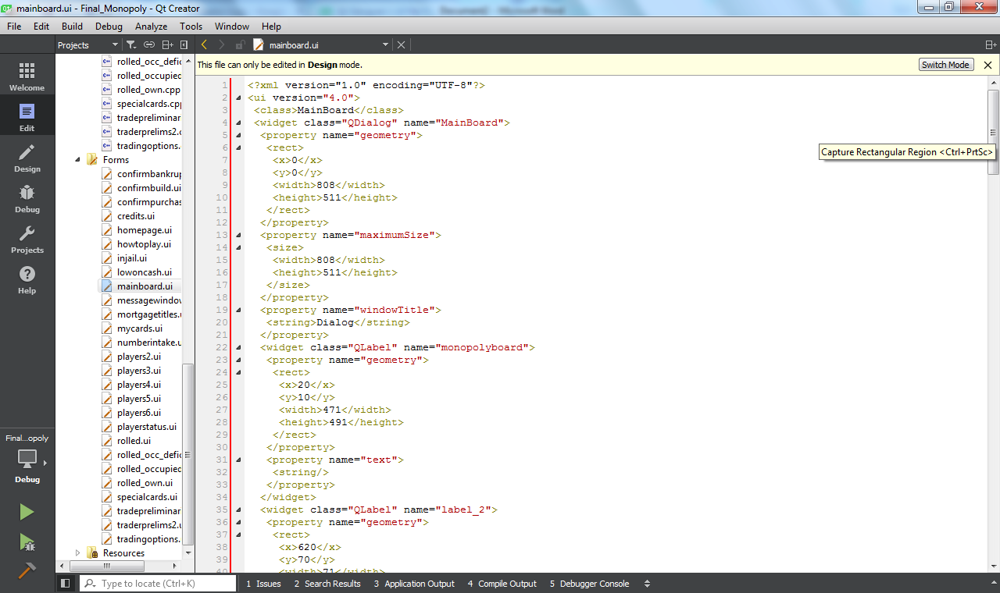 mainboard.ui - Final_Monopoly - Qt Creator
File Edit Build Debug Analyze Tools Window Help
Projects
mainboard.ui
This file can only be edited in Design mode.
Switch Mode
Welcome
Edit
Design
Debug
Projects
Help
Final...opoly
Debug
rolled_occ_defic
rolled_occupied
rolled_own.cpp
specialcards.cpp
tradepreliminar
traderprelims2.c
tradingoptions.
Forms
confirmbankrup
confirmbuild.ui
confirmpurchas
credits.ui
homepage.ui
howtoplay.ui
injail.ui
lowoncash.ui
mainboard.ui
messagewindow
mortgagetitles.u
mycards.ui
numberintake.u
players2.ui
players3.ui
players4.ui
players5.ui
players6.ui
playerstatus.ui
rolled.ui
rolled_occ_defic
rolled_occupied
rolled_own.ui
specialcards.ui
tradepreliminar
traderprelims2.u
tradingoptions.
Resources
1 <?xml version="1.0" encoding="UTF-8"?>
2 <ui version="4.0">
3 <class>MainBoard</class>
4 <widget class="QDialog" name="MainBoard">
5 <property name="geometry">
6 <rect>
7 <x>0</x>
8 <y>0</y>
9 <width>808</width>
10 <height>511</height>
11 </rect>
12 </property>
13 <property name="maximumSize">
14 <size>
15 <width>808</width>
16 <height>511</height>
17 </size>
18 </property>
19 <property name="windowTitle">
20 <string>Dialog</string>
21 </property>
22 <widget class="QLabel" name="monopolyboard">
23 <property name="geometry">
24 <rect>
25 <x>20</x>
26 <y>10</y>
27 <width>471</width>
28 <height>491</height>
29 </rect>
30 </property>
31 <property name="text">
32 <string/>
33 </property>
34 </widget>
35 <widget class="QLabel" name="label_2">
36 <property name="geometry">
37 <rect>
38 <x>620</x>
39 <y>70</y>
40 <width>71</width>
Capture Rectangular Region <Ctrl+PrtSc>
Type to locate (Ctrl+K)
1 Issues 2 Search Results 3 Application Output 4 Compile Output 5 Debugger Console